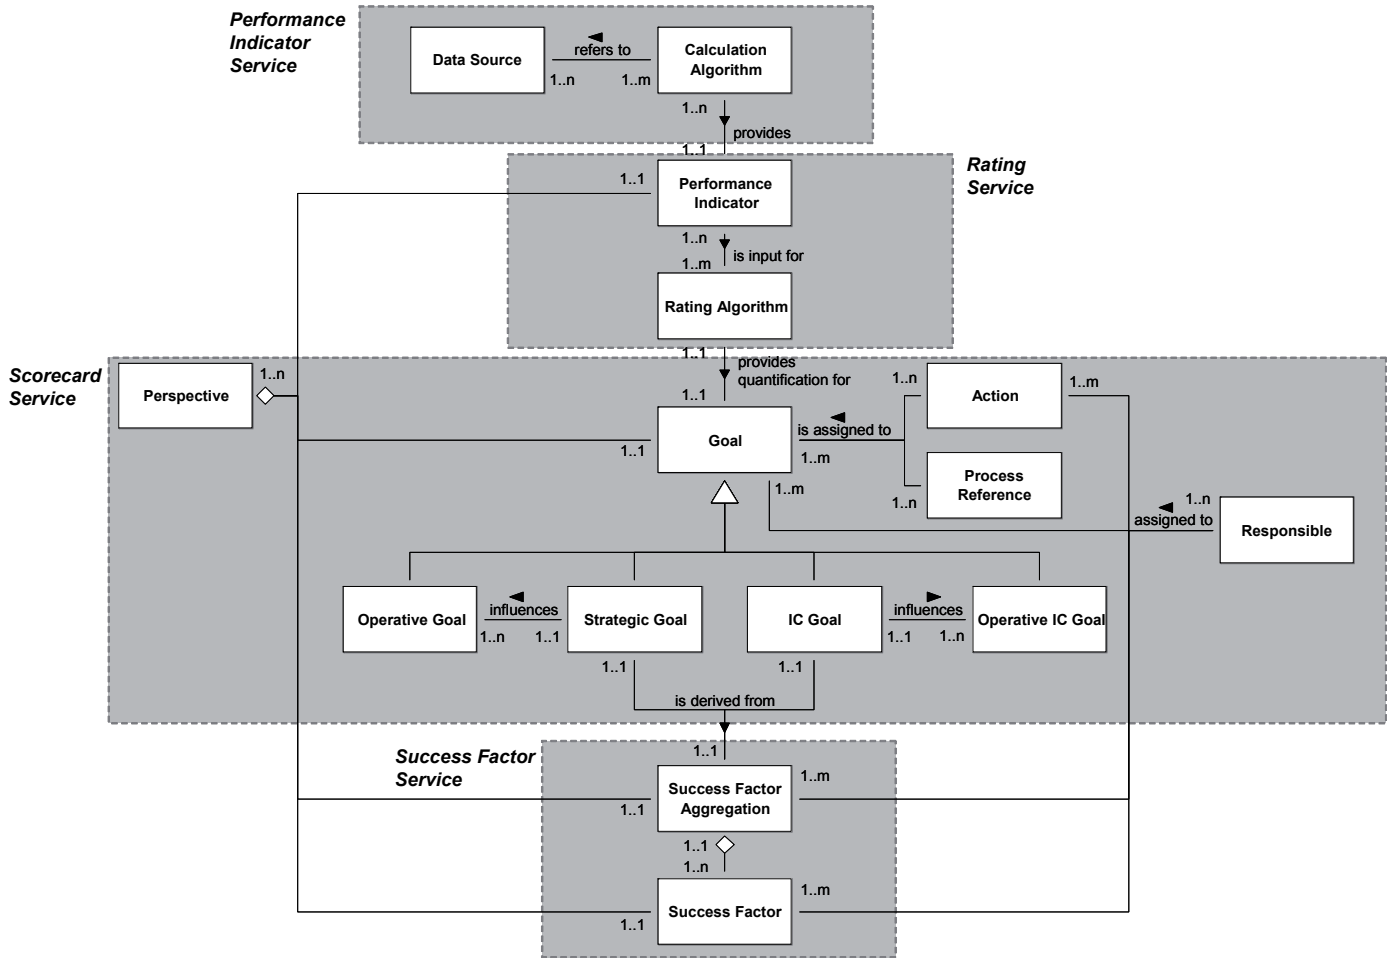 Performance
Indicator
Service
Data Source
refers to
1..n
1..m
Calculation
Algorithm
1..n
provides
1..1
Rating
Service
1..1
Performance
Indicator
1..n
is input for
1..m
Rating Algorithm
1..1
provides
quantification for
Scorecard
Service
Perspective
1..n
1..1
Goal
1..1
is assigned to
1..m
1..n
Action
1..m
Process
Reference
1..n
1..m
1..n
assigned to
Responsible
Operative Goal
influences
1..n
1..1
Strategic Goal
IC Goal
influences
1..1
1..n
Operative IC Goal
1..1
1..1
is derived from
Success Factor
Service
1..1
Success Factor
Aggregation
1..m
1..1
1..1
1..n
Success Factor
1..m
1..1